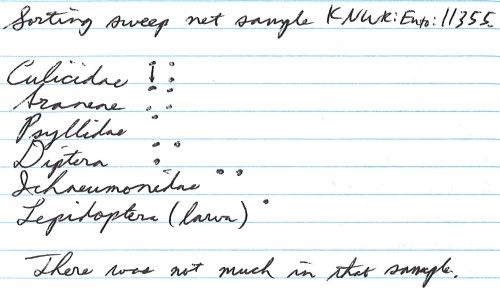 Sorting sweep net sample KNWR:Ento:11355.
Culicidae
Araneae
Psyllidae
Diptera
Ichneumonidae
Lepidoptera (larva)
There was not much in that sample.